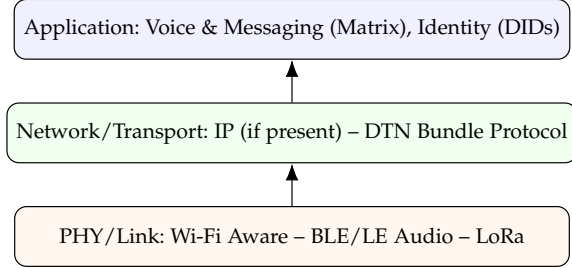 Application: Voice & Messaging (Matrix), Identity (DIDs)
Network/Transport: IP (if present) – DTN Bundle Protocol
PHY/Link: Wi-Fi Aware – BLE/LE Audio – LoRa